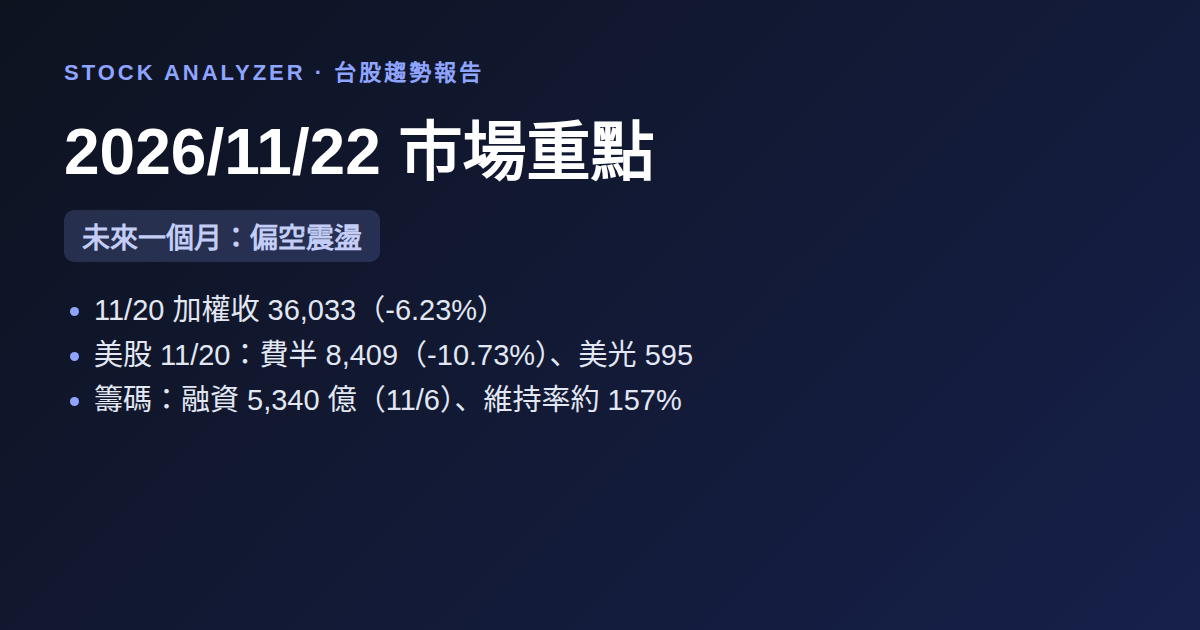 STOCK ANALYZER · 台股趨勢報告
2026/11/22 市場重點
未來一個月：偏空震盪
• 11/20 加權收 36,033（-6.23%）
• 美股 11/20：費半 8,409（-10.73%）、美光 595
• 籌碼：融資 5,340 億（11/6）、維持率約 157%